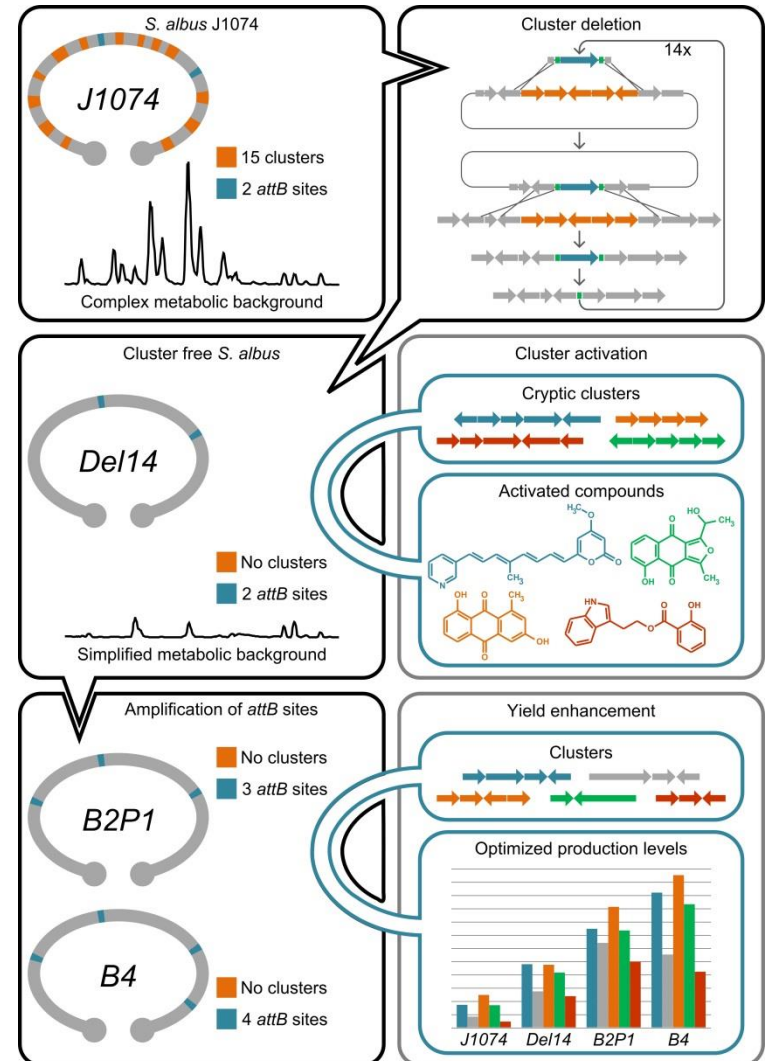 S. albus J1074
J1074
15 clusters
2 attB sites
Complex metabolic background
Cluster deletion
14x
Cluster free S. albus
Del14
No clusters
2 attB sites
Simplified metabolic background
Cluster activation
Cryptic clusters
Activated compounds
H₃C
O
O
O
CH₃
N
HO
CH₃
O
O
OH
O
CH₃
OH
O
CH₃
OH
O
HN
O
OH
O
Amplification of attB sites
No clusters
3 attB sites
B2P1
B4
No clusters
4 attB sites
Yield enhancement
Clusters
Optimized production levels
J1074
Del14
B2P1
B4